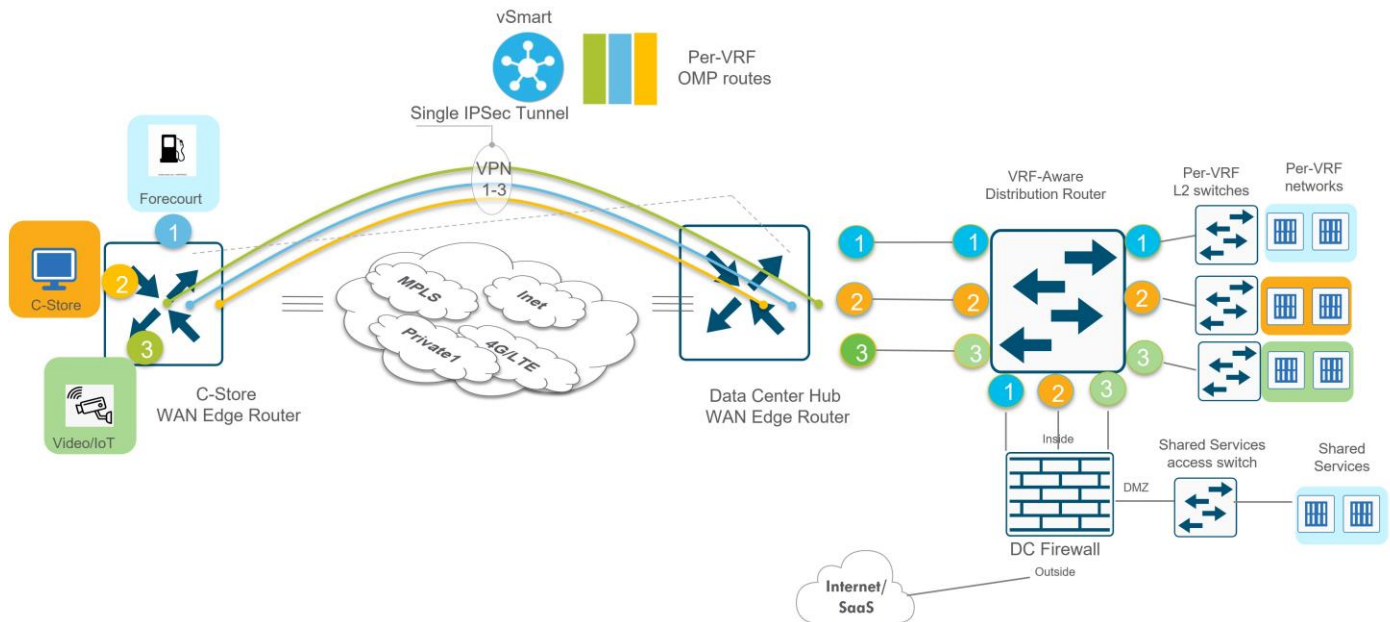 vSmart
Per-VRF
OMP routes
Single IPSec Tunnel
VPN
1-3
Forecourt
1
C-Store
2
3
Video/IoT
C-Store
WAN Edge Router
MPLS
Inet
Private1
4G/LTE
Data Center Hub
WAN Edge Router
1
2
3
VRF-Aware
Distribution Router
1
2
3
1
2
3
1
2
3
Per-VRF
L2 switches
Per-VRF
networks
Inside
DC Firewall
DMZ
Outside
Shared Services
access switch
Shared
Services
Internet/
SaaS